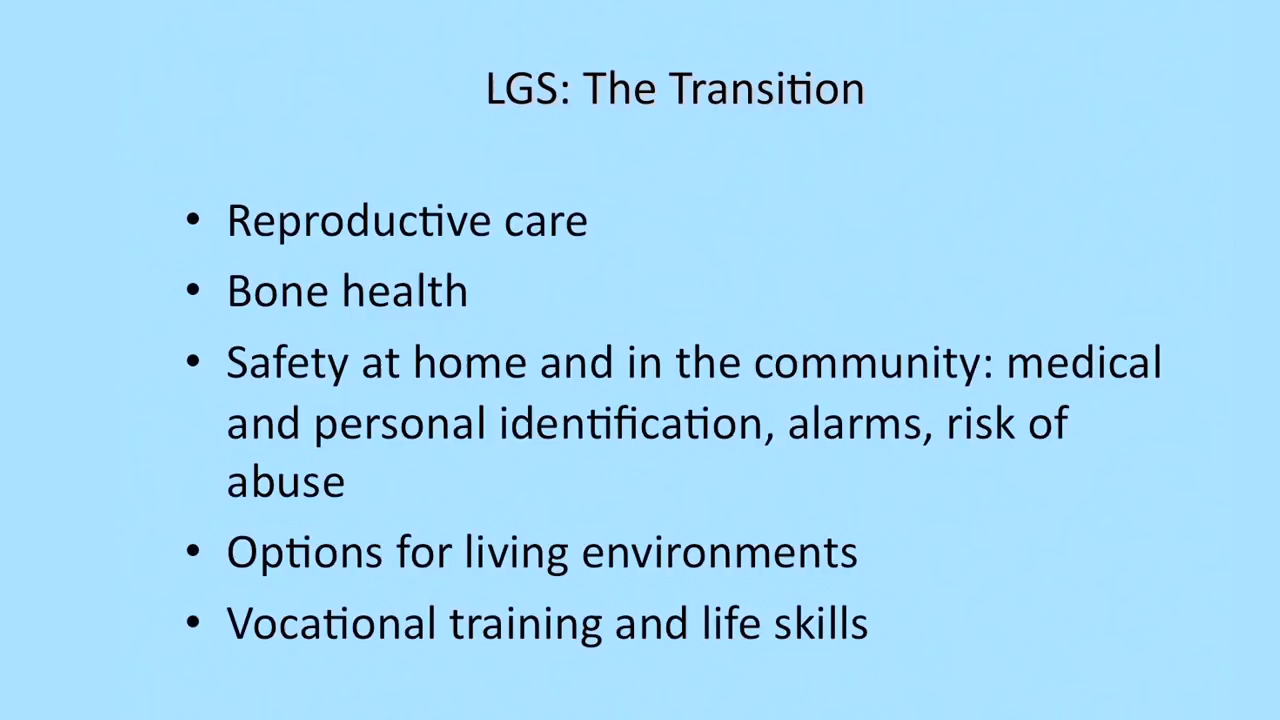 LGS: The Transition
• Reproductive care
• Bone health
• Safety at home and in the community: medical
and personal identification, alarms, risk of
abuse
• Options for living environments
• Vocational training and life skills